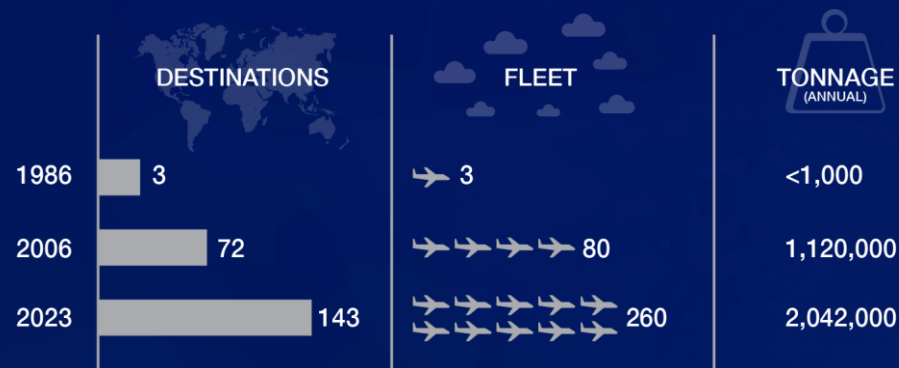 DESTINATIONS FLEET TONNAGE
(ANNUAL)
1986 3 3 <1,000
2006 72 80 1,120,000
2023 143 260 2,042,000